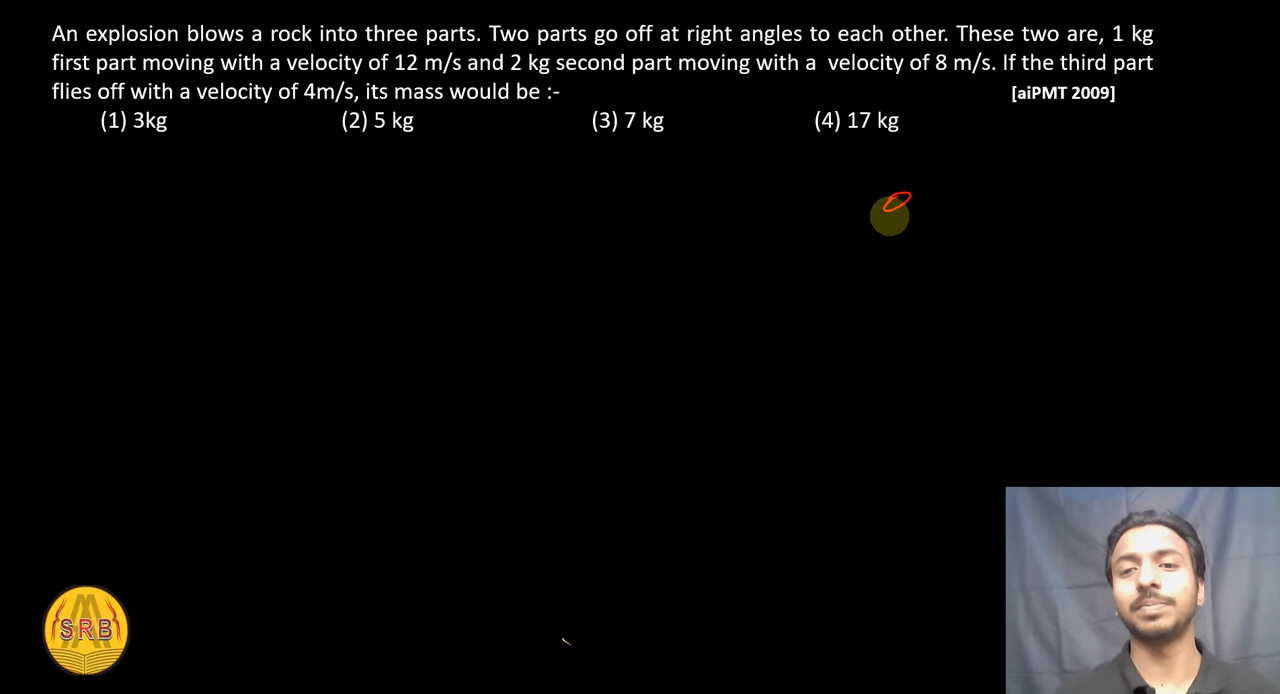 An explosion blows a rock into three parts. Two parts go off at right angles to each other. These two are, 1 kg
first part moving with a velocity of 12 m/s and 2 kg second part moving with a velocity of 8 m/s. If the third part
flies off with a velocity of 4m/s, its mass would be :-
[aiPMT 2009]
(1) 3kg (2) 5 kg (3) 7 kg (4) 17 kg
SRB